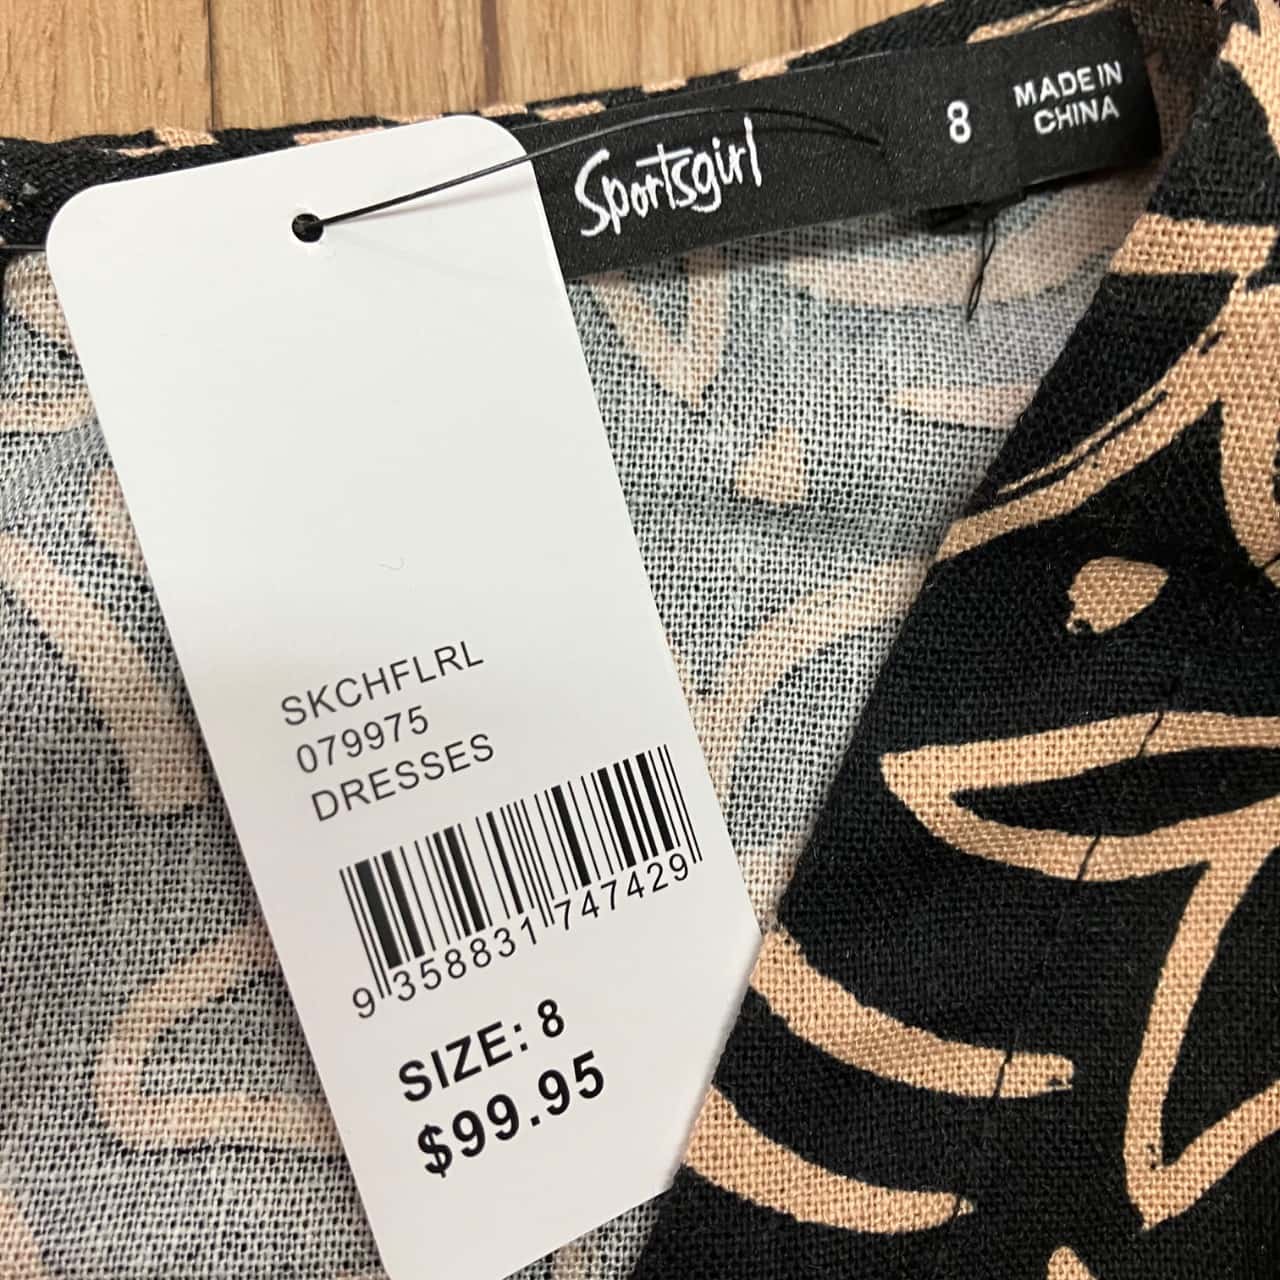 Sportsgirl
8
MADE IN
CHINA
SKCHFLRL
079975
DRESSES
9 358831 747429
SIZE: 8
$99.95